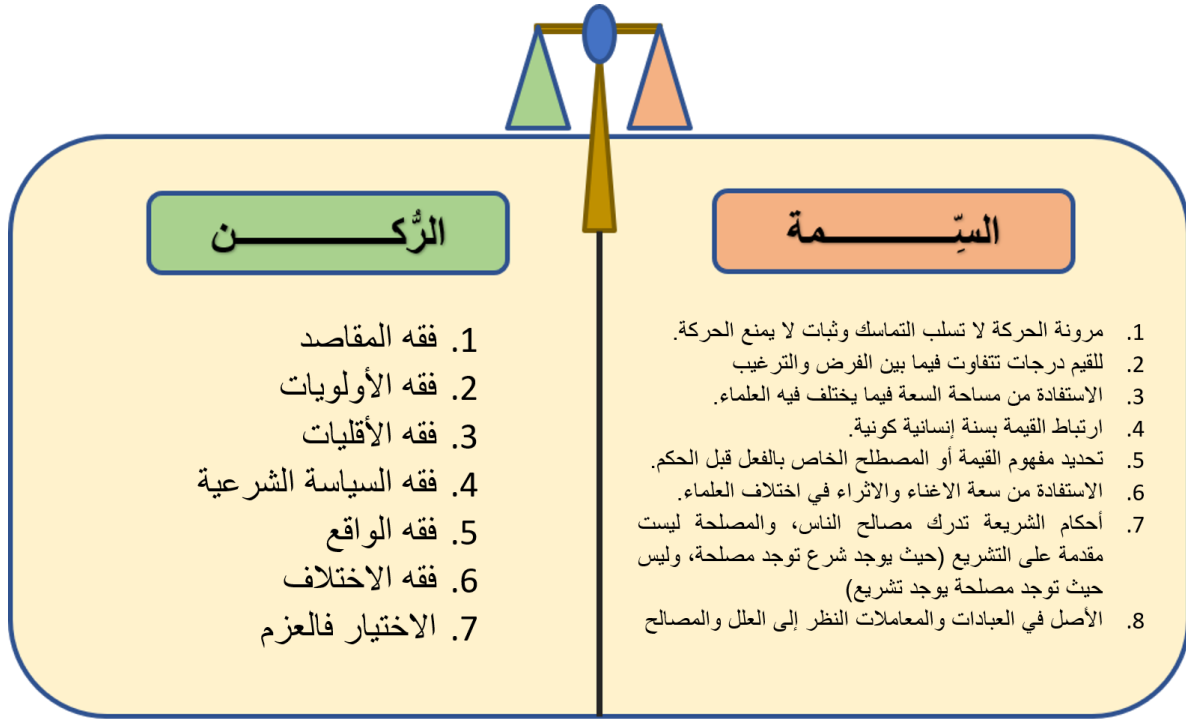 السِّمة
1. مرونة الحركة لا تسلب التماسك وثبات لا يمنع الحركة.
2. للقيم درجات تتفاوت فيما بين الفرض والترغيب
3. الاستفادة من مساحة السعة فيما يختلف فيه العلماء.
4. ارتباط القيمة بسنة إنسانية كونية.
5. تحديد مفهوم القيمة أو المصطلح الخاص بالفعل قبل الحكم.
6. الاستفادة من سعة الاغناء والاثراء في اختلاف العلماء.
7. أحكام الشريعة تدرك مصالح الناس، والمصلحة ليست
مقدمة على التشريع (حيث يوجد شرع توجد مصلحة، وليس
حيث توجد مصلحة يوجد تشريع)
8. الأصل في العبادات والمعاملات النظر إلى العلل والمصالح
الرُّكن
1. فقه المقاصد
2. فقه الأولويات
3. فقه الأقليات
4. فقه السياسة الشرعية
5. فقه الواقع
6. فقه الاختلاف
7. الاختيار فالعزم